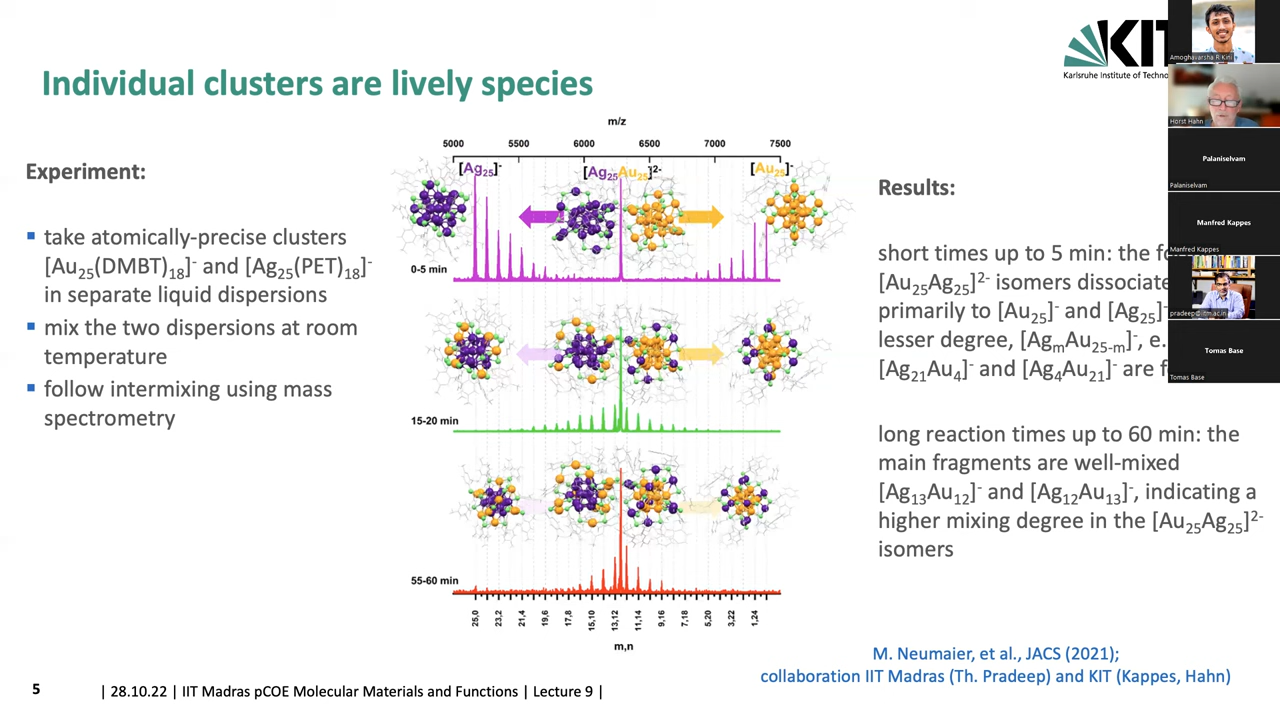 KIT
Karlsruhe Institute of Technol
Individual clusters are lively species
Experiment:
▪ take atomically-precise clusters
[Au25(DMBT)18]- and [Ag25(PET)18]-
in separate liquid dispersions
▪ mix the two dispersions at room
temperature
▪ follow intermixing using mass
spectrometry
m/z
5000 5500 6000 6500 7000 7500
[Ag25]- [Ag25Au25]2- [Au25]-
0-5 min
15-20 min
55-60 min
25,0 23,2 21,4 19,6 17,8 15,10 13,12 11,14 9,16 7,18 5,20 3,22 1,24
m,n
Results:
short times up to 5 min: the fo
[Au25Ag25]2- isomers dissociate
primarily to [Au25]- and [Ag25]-
lesser degree, [AgmAu25-m]-, e.
[Ag21Au4]- and [Ag4Au21]- are f
long reaction times up to 60 min: the
main fragments are well-mixed
[Ag13Au12]- and [Ag12Au13]-, indicating a
higher mixing degree in the [Au25Ag25]2-
isomers
M. Neumaier, et al., JACS (2021);
collaboration IIT Madras (Th. Pradeep) and KIT (Kappes, Hahn)
5 | 28.10.22 | IIT Madras pCOE Molecular Materials and Functions | Lecture 9 |
Amoghavarsha R Kini
Horst Hahn
Palaniselvam
Palaniselvam
Manfred Kappes
Manfred Kappes
pradeep@iitm.ac.in
Tomas Base
Tomas Base